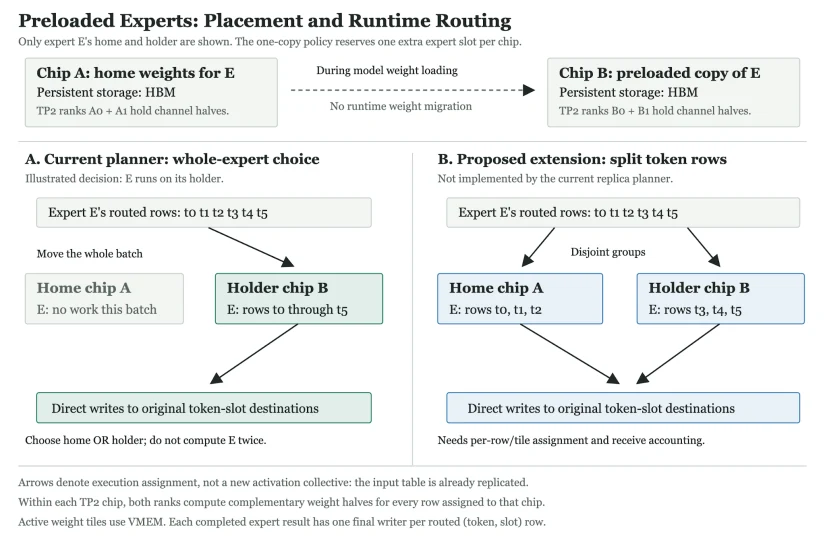 Preloaded Experts: Placement and Runtime Routing
Only expert E's home and holder are shown. The one-copy policy reserves one extra expert slot per chip.
Chip A: home weights for E
Persistent storage: HBM
TP2 ranks A0 + A1 hold channel halves.
During model weight loading
No runtime weight migration
Chip B: preloaded copy of E
Persistent storage: HBM
TP2 ranks B0 + B1 hold channel halves.
A. Current planner: whole-expert choice
Illustrated decision: E runs on its holder.
Expert E's routed rows: t0 t1 t2 t3 t4 t5
Move the whole batch
Home chip A
E: no work this batch
Holder chip B
E: rows t0 through t5
Direct writes to original token-slot destinations
Choose home OR holder; do not compute E twice.
B. Proposed extension: split token rows
Not implemented by the current replica planner.
Expert E's routed rows: t0 t1 t2 t3 t4 t5
Disjoint groups
Home chip A
E: rows t0, t1, t2
Holder chip B
E: rows t3, t4, t5
Direct writes to original token-slot destinations
Needs per-row/tile assignment and receive accounting.
Arrows denote execution assignment, not a new activation collective: the input table is already replicated.
Within each TP2 chip, both ranks compute complementary weight halves for every row assigned to that chip.
Active weight tiles use VMEM. Each completed expert result has one final writer per routed (token, slot) row.